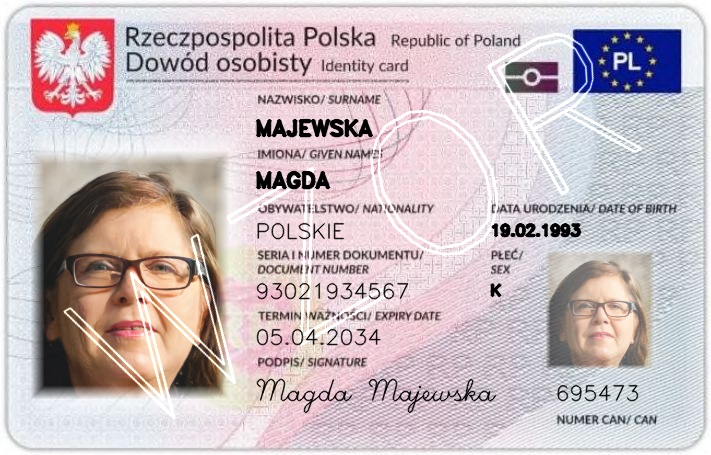 Rzeczpospolita Polska Republic of Poland
Dowód osobisty Identity card
PL
NAZWISKO/ SURNAME
MAJEWSKA
IMIONA/ GIVEN NAMES
MAGDA
OBYWATELSTWO/ NATIONALITY
DATA URODZENIA/ DATE OF BIRTH
POLSKIE
19.02.1993
SERIA I NUMER DOKUMENTU/
DOCUMENT NUMBER
PŁEĆ/
SEX
93021934567
K
TERMIN WAŻNOŚCI/ EXPIRY DATE
05.04.2034
PODPIS/ SIGNATURE
Magda Majewska
695473
NUMER CAN/ CAN
WZOR